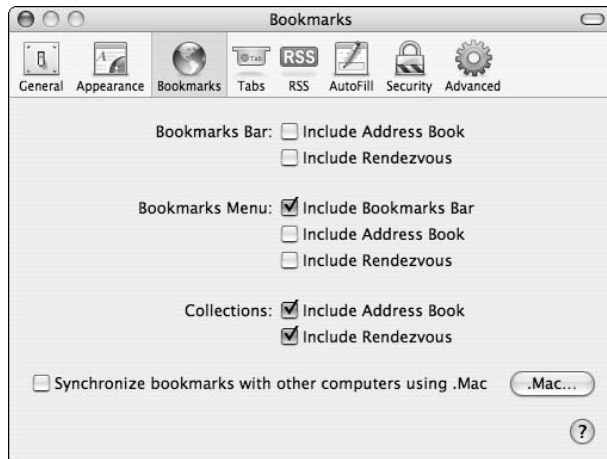 Bookmarks
@ TAB RSS
General Appearance Bookmarks Tabs RSS AutoFill Security Advanced
Bookmarks Bar: Include Address Book
Include Rendezvous
Bookmarks Menu: Include Bookmarks Bar
Include Address Book
Include Rendezvous
Collections: Include Address Book
Include Rendezvous
Synchronize bookmarks with other computers using .Mac .Mac...
?